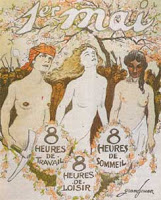 1er mai
8
HEURES
DE
TRAVAIL
8
HEURES
DE
LOISIR
8
HEURES
DE
SOMMEIL